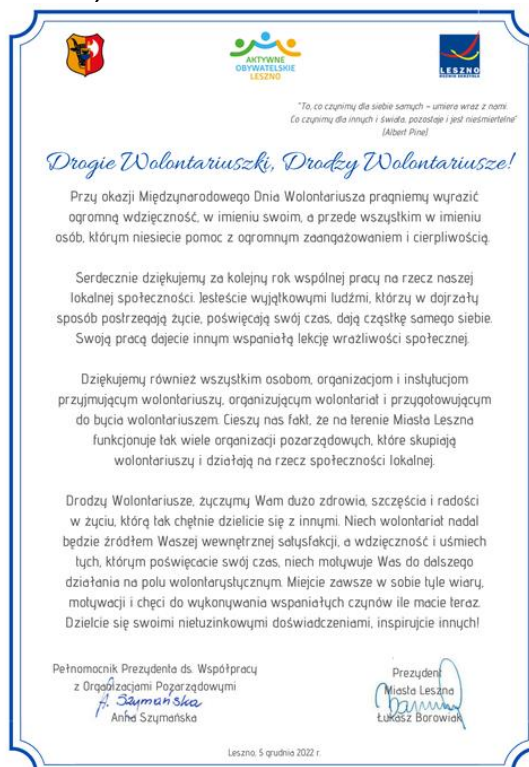 AKTYWNE
OBYWATELSKIE
LESZNO
LESZNO
"To, co czynimy dla siebie samych – umiera wraz z nami.
Co czynimy dla innych i świata, pozostaje i jest nieśmiertelne"
(Albert Pine)
Drogie Wolontariuszki, Drodzy Wolontariusze!
Przy okazji Międzynarodowego Dnia Wolontariusza pragniemy wyrazić
ogromną wdzięczność, w imieniu swoim, a przede wszystkim w imieniu
osób, którym niesiecie pomoc z ogromnym zaangażowaniem i cierpliwością.
Serdecznie dziękujemy za kolejny rok wspólnej pracy na rzecz naszej
lokalnej społeczności. Jesteście wyjątkowymi ludźmi, którzy w dojrzały
sposób postrzegają życie, poświęcają swój czas, dają cząstkę samego siebie.
Swoją pracą dajecie innym wspaniałą lekcję wrażliwości społecznej.
Dziękujemy również wszystkim osobom, organizacjom i instytucjom
przyjmującym wolontariuszy, organizującym wolontariat i przygotowującym
do bycia wolontariuszem. Cieszy nas fakt, że na terenie Miasta Leszna
funkcjonuje tak wiele organizacji pozarządowych, które skupiają
wolontariuszy i działają na rzecz społeczności lokalnej.
Drodzy Wolontariusze, życzymy Wam dużo zdrowia, szczęścia i radości
w życiu, którą tak chętnie dzielicie się z innymi. Niech wolontariat nadal
będzie źródłem Waszej wewnętrznej satysfakcji, a wdzięczność i uśmiech
tych, którym poświęcacie swój czas, niech motywuje Was do dalszego
działania na polu wolontarystycznym. Miejcie zawsze w sobie tyle wiary,
motywacji i chęci do wykonywania wspaniałych czynów ile macie teraz.
Dzielcie się swoimi nietuzinkowymi doświadczeniami, inspirujcie innych!
Pełnomocnik Prezydenta ds. Współpracy
z Organizacjami Pozarządowymi
A. Szymańska
Anna Szymańska
Prezydent
Miasta Leszna
Łukasz Borowiak
Leszno, 5 grudnia 2022 r.